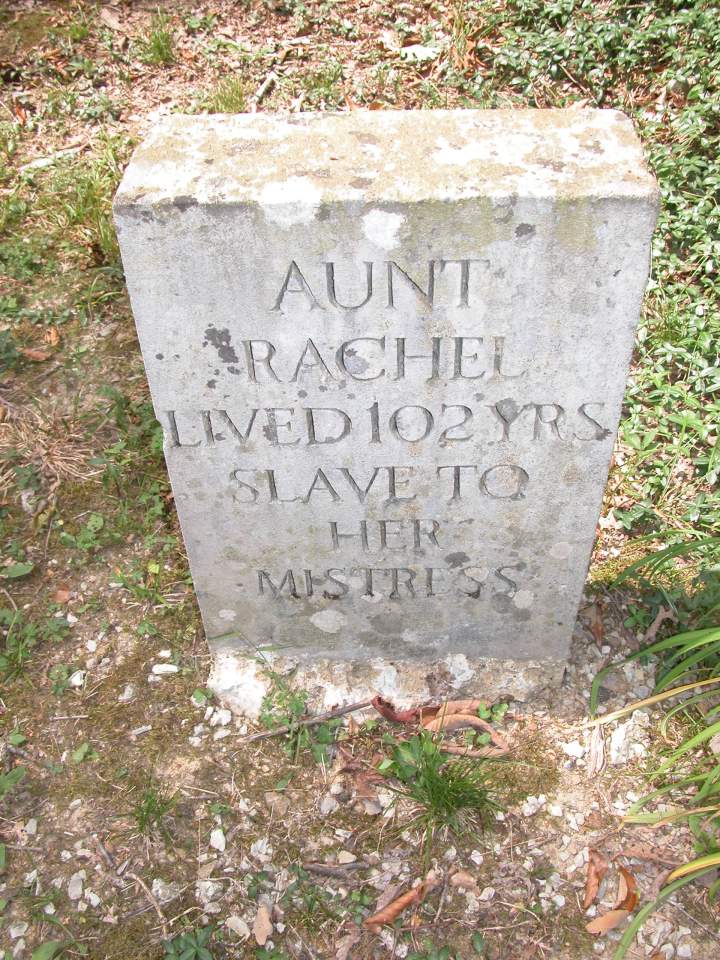 AUNT
RACHEL
LIVED 102 YRS
SLAVE TO
HER
MISTRESS